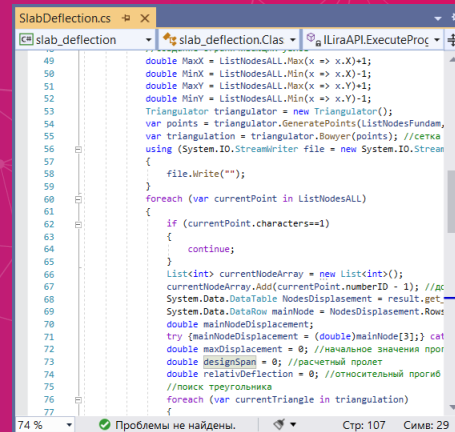 SlabDeflection.cs
slab_deflection slab_deflection.Clas ILiraAPI.ExecuteProg
49 double MaxX = ListNodesALL.Max(x => x.X)+1;
50 double MinX = ListNodesALL.Min(x => x.X)-1;
51 double MaxY = ListNodesALL.Max(x => x.Y)+1;
52 double MinY = ListNodesALL.Min(x => x.Y)-1;
53 Triangulator triangulator = new Triangulator();
54 var points = triangulator.GeneratePoints(ListNodesFundam,
55 var triangulation = triangulator.Bowyer(points); //сетка
56 using (System.IO.StreamWriter file = new System.IO.Stream
57 {
58 file.Write("");
59 }
60 foreach (var currentPoint in ListNodesALL)
61 {
62 if (currentPoint.characters==1)
63 {
64 continue;
65 }
66 List<int> currentNodeArray = new List<int>();
67 currentNodeArray.Add(currentPoint.numberID - 1); //до
68 System.Data.DataTable NodesDisplasement = result.get_
69 System.Data.DataRow mainNode = NodesDisplasement.Rows
70 double mainNodeDisplacement;
71 try {mainNodeDisplacement = (double)mainNode[3];} cat
72 double maxDisplacement = 0; //начальное значения прог
73 double designSpan = 0; //расчетный пролет
74 double relativDeflection = 0; //относительный прогиб
75 //поиск треугольника
76 foreach (var currentTriangle in triangulation)
77 {
74 % Проблемы не найдены. Стр: 107 Симв: 29